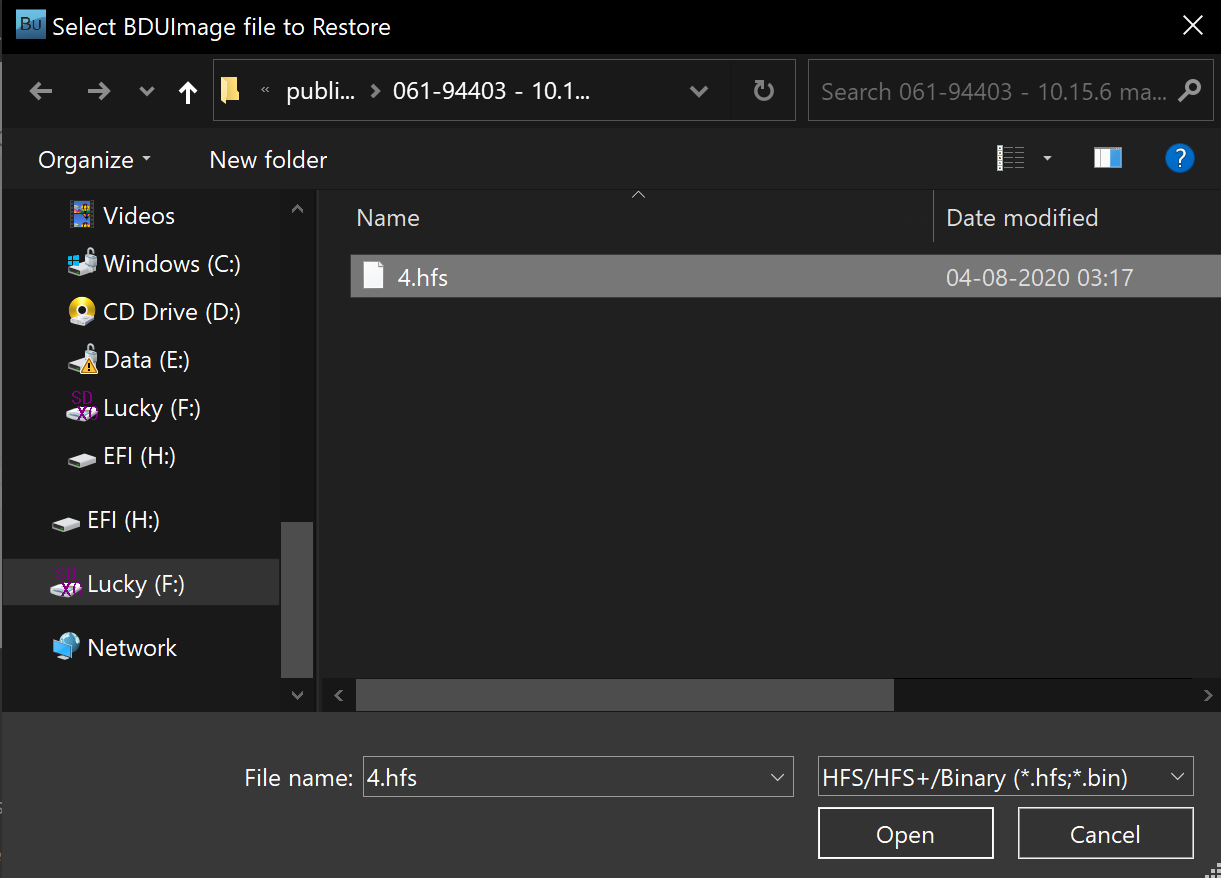 Bu Select BDUImage file to Restore
« publi... > 061-94403 - 10.1...
Search 061-94403 - 10.15.6 ma...
Organize
New folder
?
Videos
Windows (C:)
CD Drive (D:)
Data (E:)
SD XT Lucky (F:)
EFI (H:)
EFI (H:)
SD XT Lucky (F:)
Network
Name
Date modified
4.hfs
04-08-2020 03:17
File name:
4.hfs
HFS/HFS+/Binary (*.hfs;*.bin)
Open
Cancel